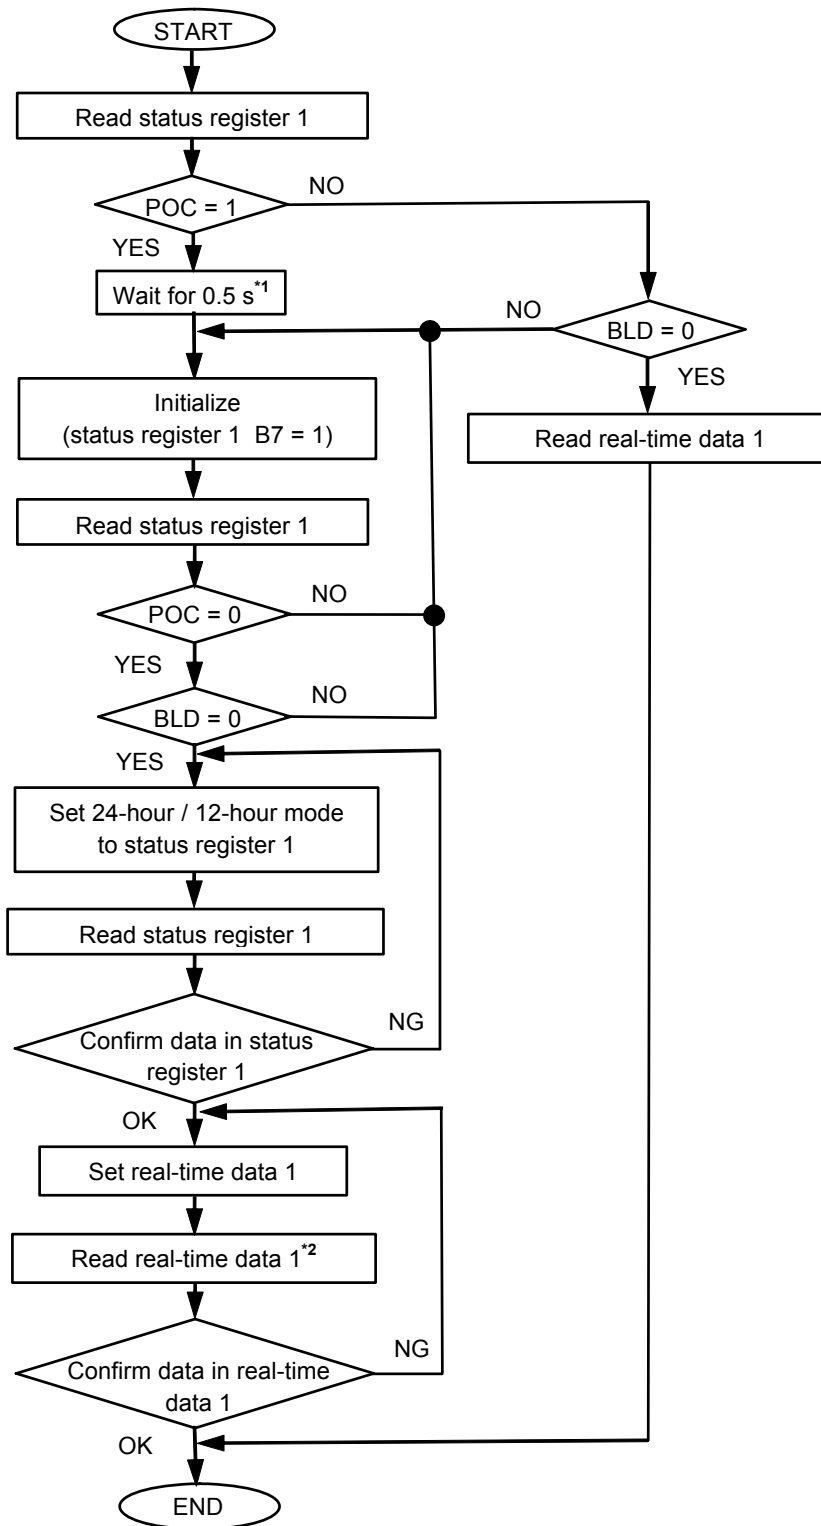 START
Read status register 1
NO
POC = 1
YES
Wait for 0.5 s*1
NO
BLD = 0
YES
Initialize
(status register 1 B7 = 1)
Read real-time data 1
Read status register 1
NO
POC = 0
YES
NO
BLD = 0
YES
Set 24-hour / 12-hour mode
to status register 1
Read status register 1
NG
Confirm data in status
register 1
OK
Set real-time data 1
Read real-time data 1*2
NG
Confirm data in real-time
data 1
OK
END